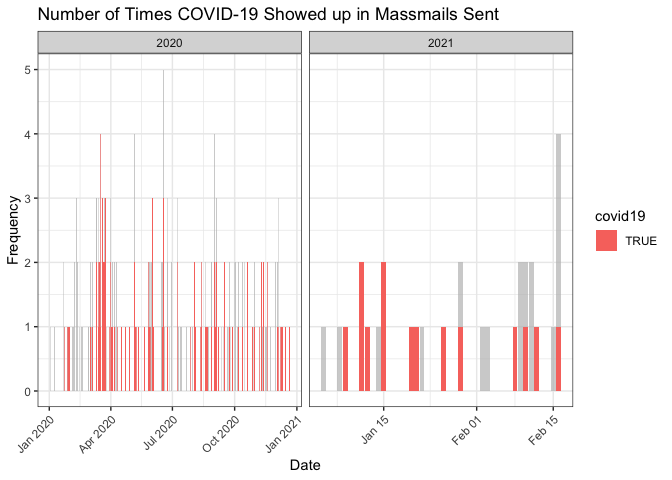 Number of Times COVID-19 Showed up in Massmails Sent
2020
2021
5
4
3
2
1
0
Frequency
Jan 2020
Apr 2020
Jul 2020
Oct 2020
Jan 2021
Jan 15
Feb 01
Feb 15
Date
covid19
TRUE